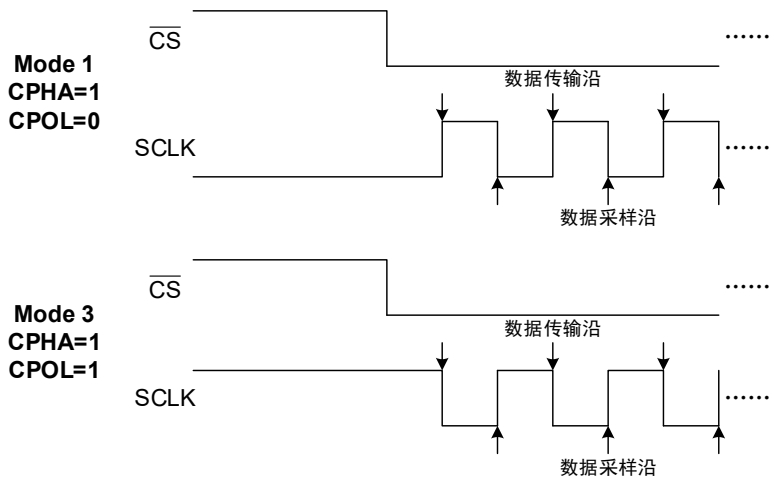 CS
……
Mode 1
CPHA=1
CPOL=0
数据传输沿
SCLK
……
数据采样沿
CS
……
Mode 3
CPHA=1
CPOL=1
数据传输沿
SCLK
……
数据采样沿